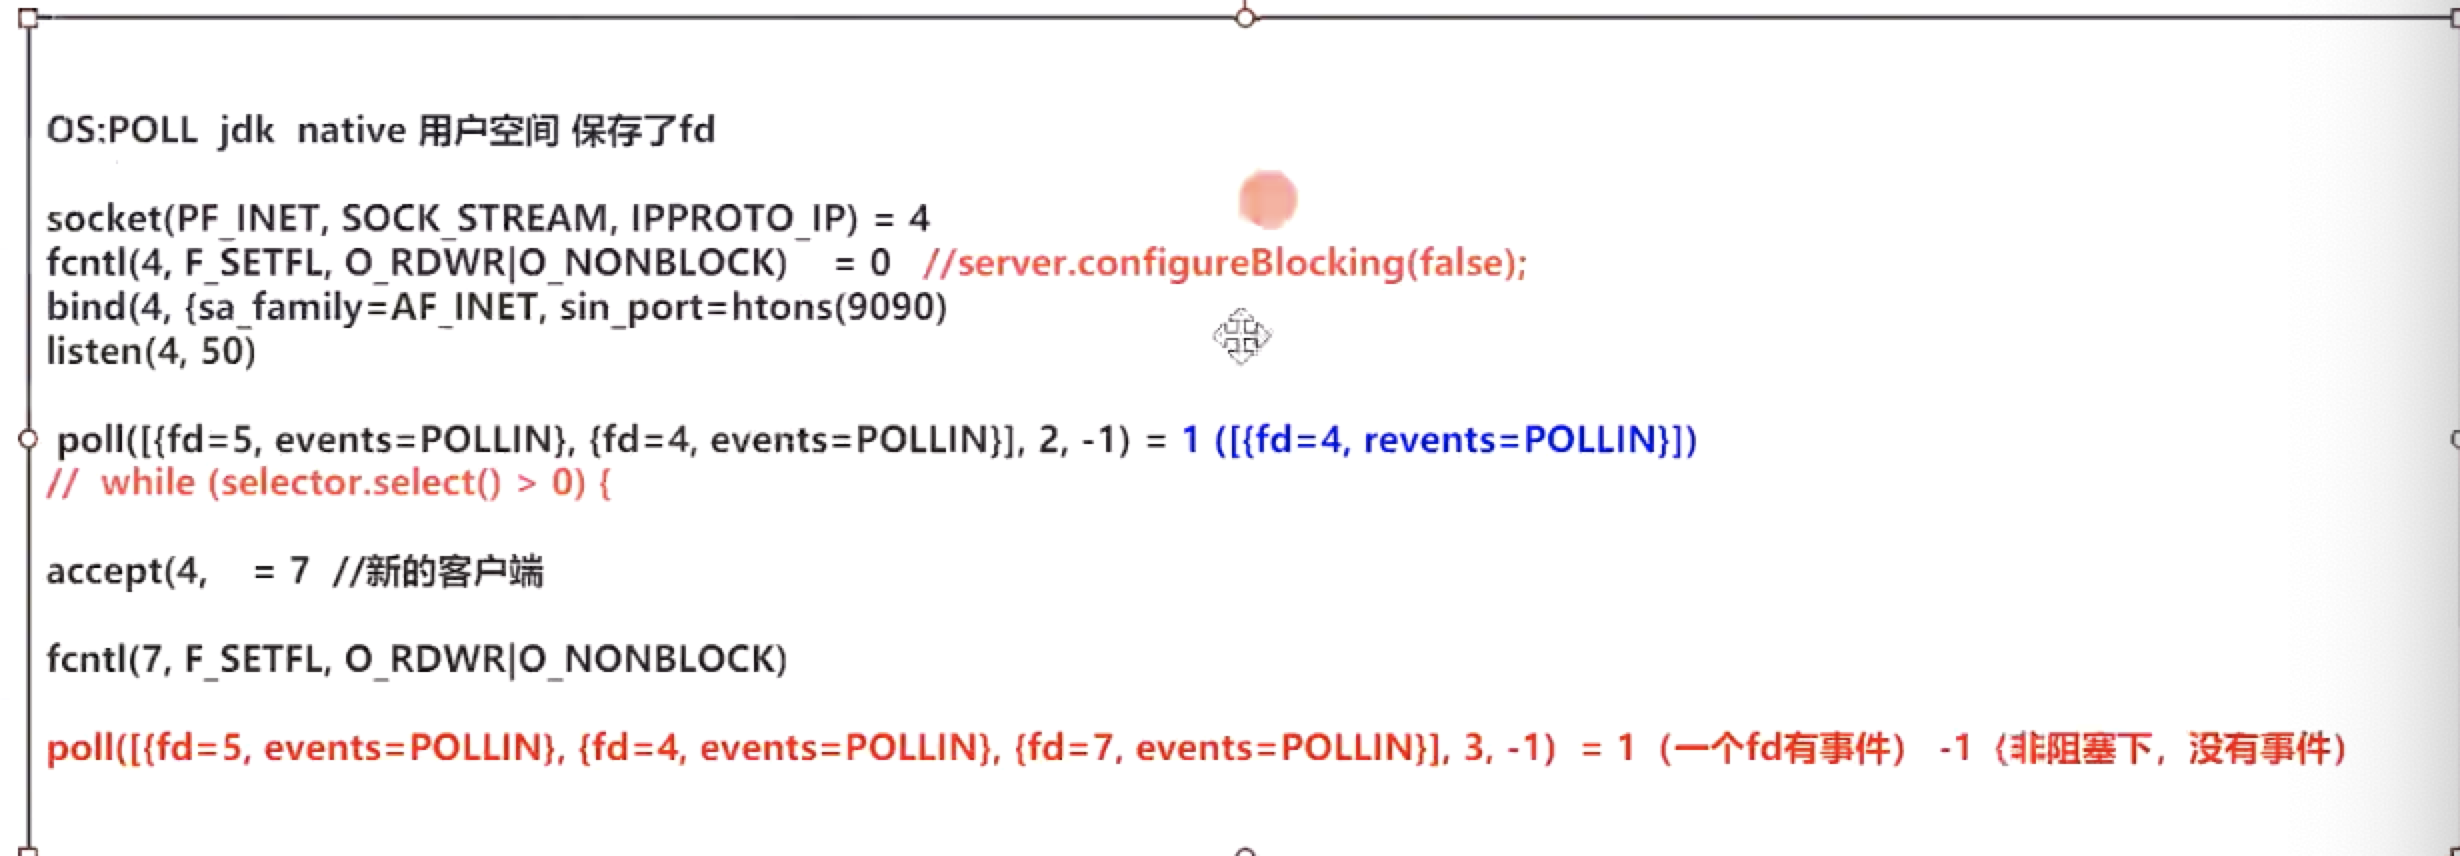 OS:POLL jdk native 用户空间 保存了fd
socket(PF_INET, SOCK_STREAM, IPPROTO_IP) = 4
fcntl(4, F_SETFL, O_RDWR|O_NONBLOCK) = 0 //server.configureBlocking(false);
bind(4, {sa_family=AF_INET, sin_port=htons(9090)
listen(4, 50)
poll([{fd=5, events=POLLIN}, {fd=4, events=POLLIN}], 2, -1) = 1 ([{fd=4, revents=POLLIN}])
// while (selector.select() > 0) {
accept(4, = 7 //新的客户端
fcntl(7, F_SETFL, O_RDWR|O_NONBLOCK)
poll([{fd=5, events=POLLIN}, {fd=4, events=POLLIN}, {fd=7, events=POLLIN}], 3, -1) = 1（一个fd有事件） -1（非阻塞下，没有事件）